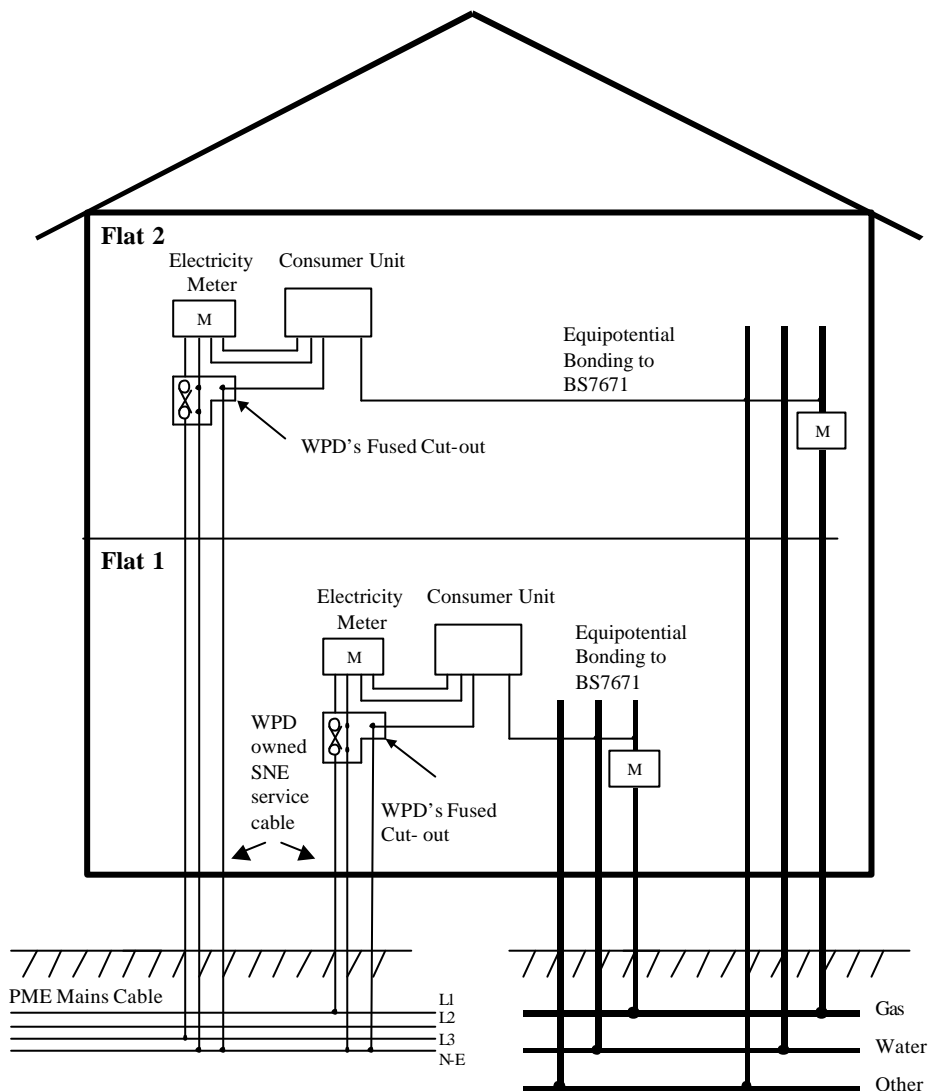 Flat 2
Electricity
Meter
Consumer Unit
M
Equipotential
Bonding to
BS7671
M
WPD's Fused Cut-out
Flat 1
Electricity
Meter
Consumer Unit
M
Equipotential
Bonding to
BS7671
M
WPD
owned
SNE
service
cable
WPD's Fused
Cut- out
PME Mains Cable
L1
L2
L3
N-E
Gas
Water
Other